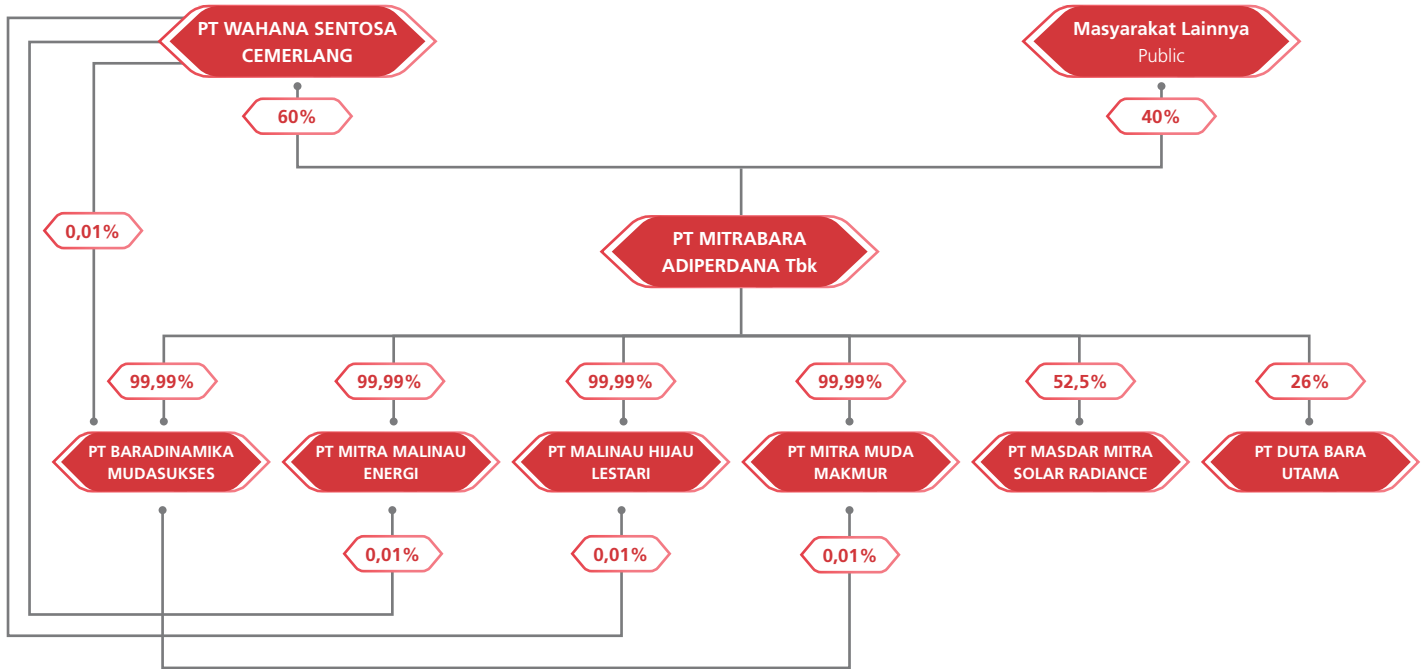 PT WAHANA SENTOSA
CEMERLANG
Masyarakat Lainnya
Public
60%
40%
0,01%
PT MITRABARA
ADIPERDANA Tbk
99,99%
99,99%
99,99%
99,99%
52,5%
26%
PT BARADINAMIKA
MUDASUKSES
PT MITRA MALINAU
ENERGI
PT MALINAU HIJAU
LESTARI
PT MITRA MUDA
MAKMUR
PT MASDAR MITRA
SOLAR RADIANCE
PT DUTA BARA
UTAMA
0,01%
0,01%
0,01%